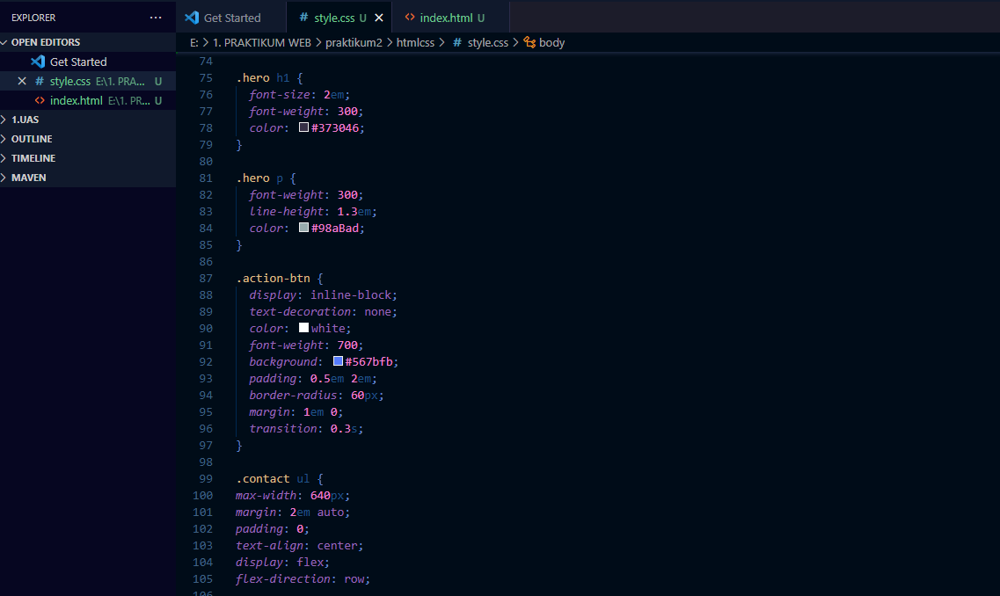 EXPLORER
···
OPEN EDITORS
Get Started
style.css E:\1. PRA... U
index.html E:\1. PR... U
1.UAS
OUTLINE
TIMELINE
MAVEN
Get Started
# style.css U
<> index.html U
E: > 1. PRAKTIKUM WEB > praktikum2 > htmlcss > # style.css > body
74
75 .hero h1 {
76 font-size: 2em;
77 font-weight: 300;
78 color: #373046;
79 }
80
81 .hero p {
82 font-weight: 300;
83 line-height: 1.3em;
84 color: #98aBad;
85 }
86
87 .action-btn {
88 display: inline-block;
89 text-decoration: none;
90 color: white;
91 font-weight: 700;
92 background: #567bfb;
93 padding: 0.5em 2em;
94 border-radius: 60px;
95 margin: 1em 0;
96 transition: 0.3s;
97 }
98
99 .contact ul {
100 max-width: 640px;
101 margin: 2em auto;
102 padding: 0;
103 text-align: center;
104 display: flex;
105 flex-direction: row;
106